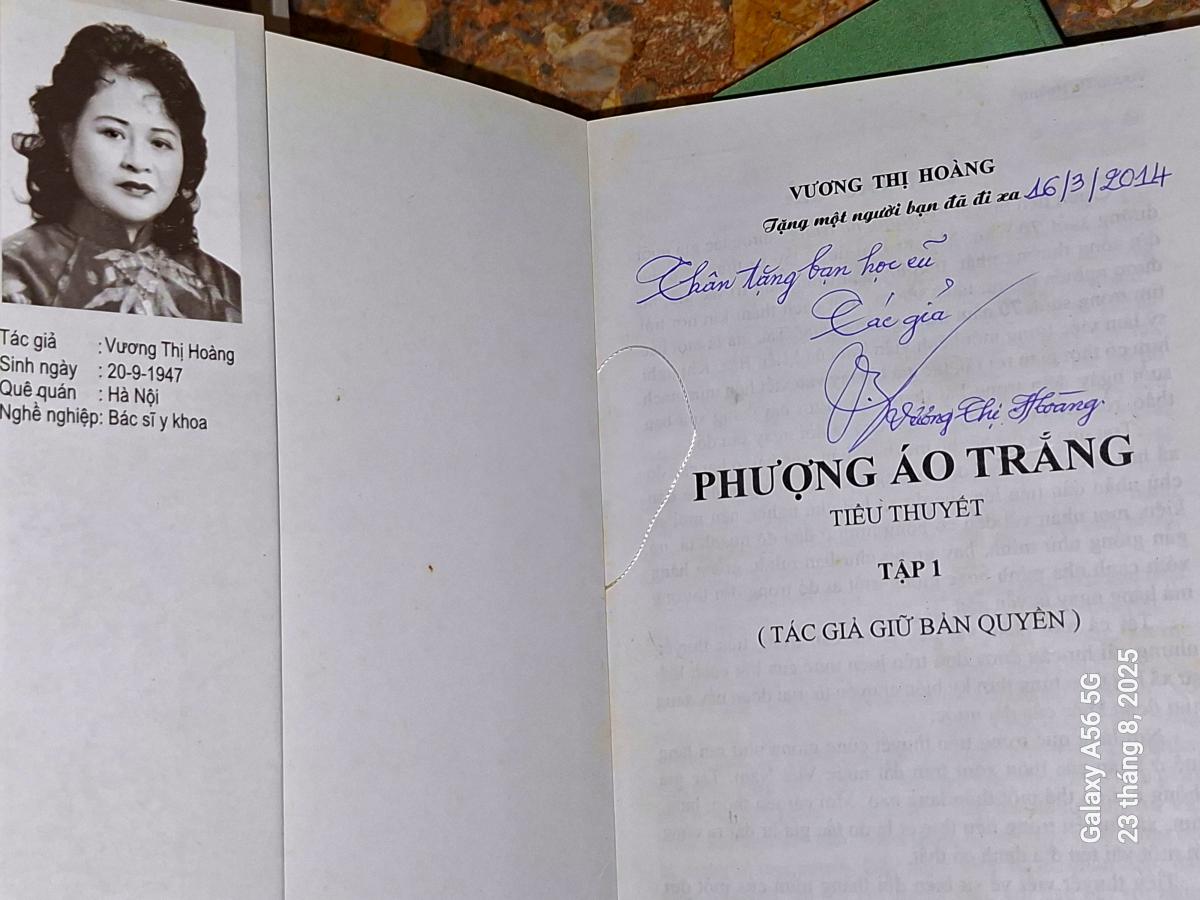 Tác giả : Vương Thị Hoàng
Sinh ngày : 20-9-1947
Quê quán : Hà Nội
Nghề nghiệp: Bác sĩ y khoa
VƯƠNG THỊ HOÀNG
Tặng một người bạn đã đi xa 16/3/2014
Thân tặng bạn học cũ
Tác giả
Vương Thị Hoàng.
PHƯỢNG ÁO TRẮNG
TIỂU THUYẾT
TẬP 1
( TÁC GIẢ GIỮ BẢN QUYỀN )
Galaxy A56 5G
23 tháng 8, 2025